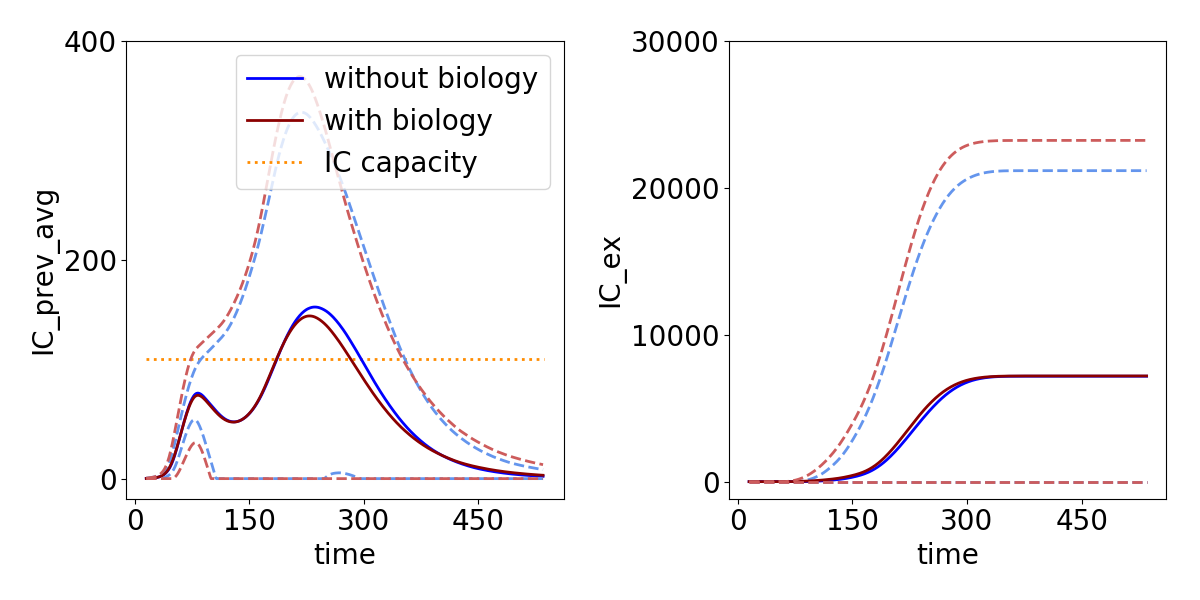 400
200
0
IC_prev_avg
without biology
with biology
IC capacity
0 150 300 450
time
30000
20000
10000
0
IC_ex
0 150 300 450
time